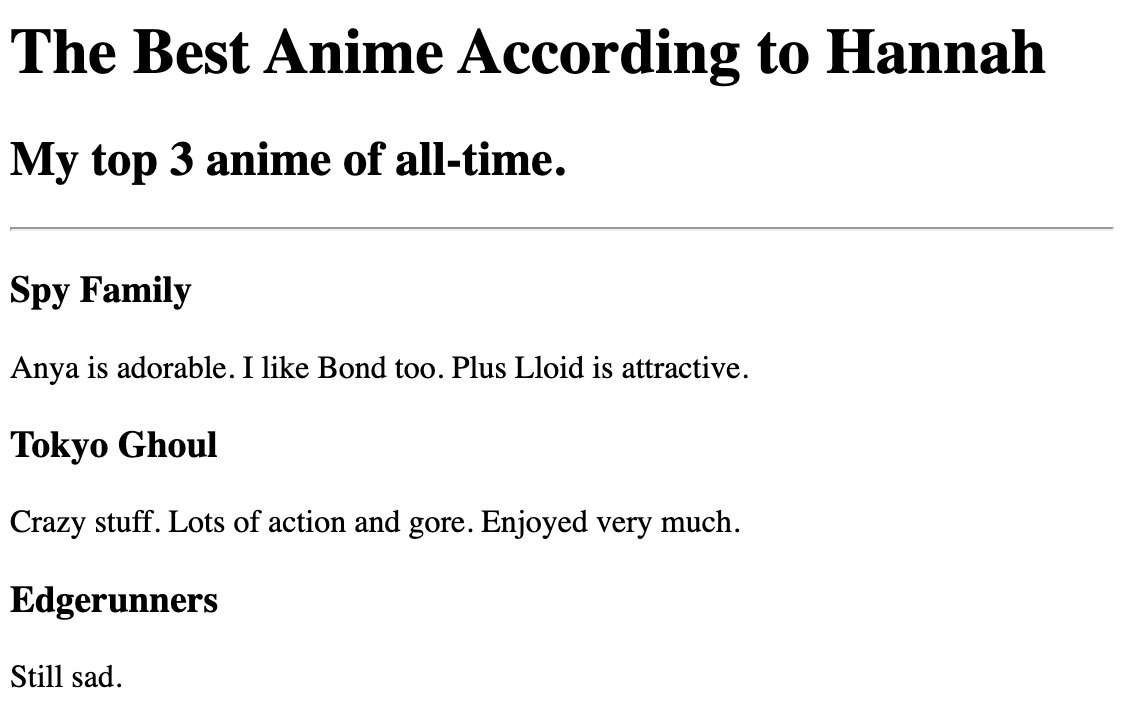 The Best Anime According to Hannah
My top 3 anime of all-time.
Spy Family
Anya is adorable. I like Bond too. Plus Lloid is attractive.
Tokyo Ghoul
Crazy stuff. Lots of action and gore. Enjoyed very much.
Edgerunners
Still sad.